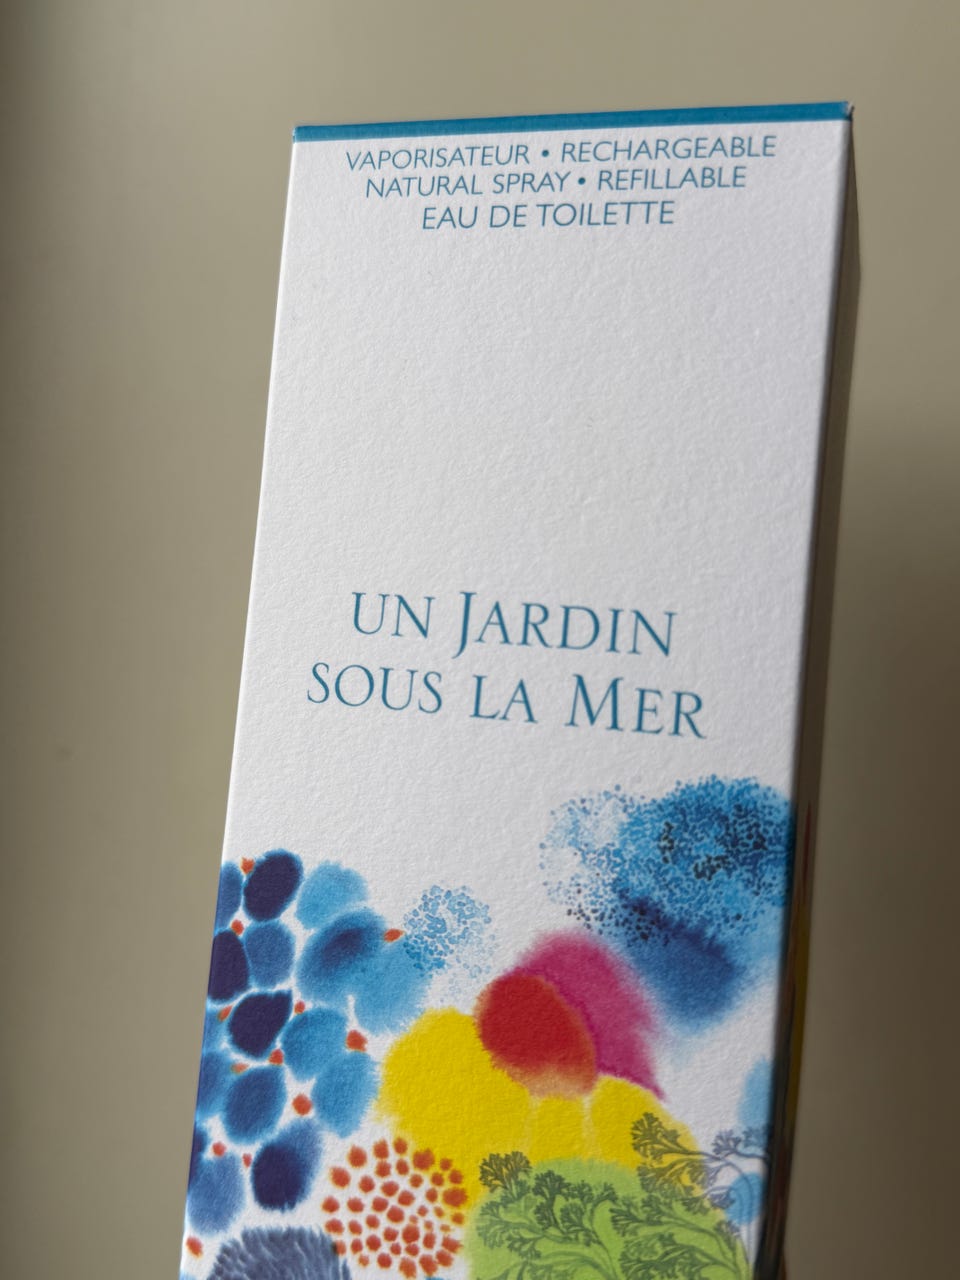 VAPORISATEUR • RECHARGEABLE
NATURAL SPRAY • REFILLABLE
EAU DE TOILETTE
UN JARDIN
SOUS LA MER